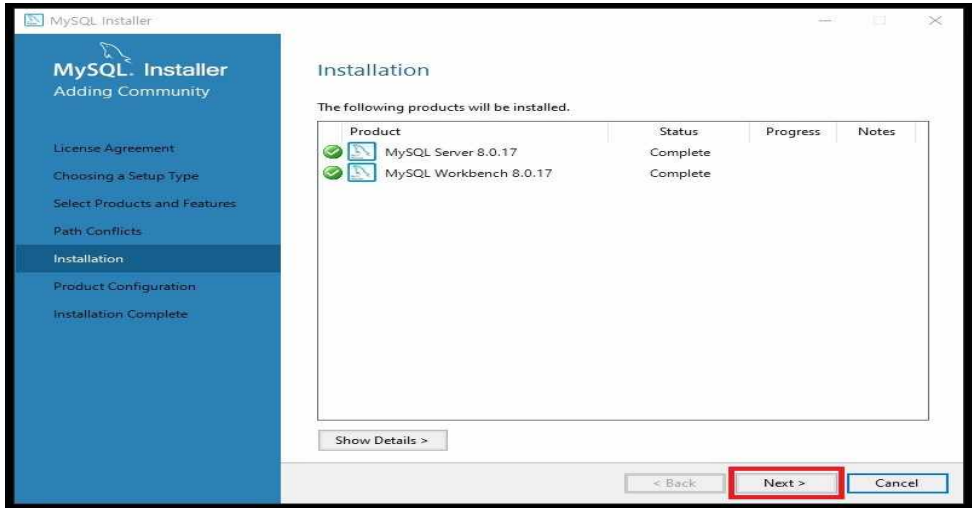 MySQL Installer
MySQL. Installer
Adding Community
License Agreement
Choosing a Setup Type
Select Products and Features
Path Conflicts
Installation
Product Configuration
Installation Complete
Installation
The following products will be installed.
Product Status Progress Notes
MySQL Server 8.0.17 Complete
MySQL Workbench 8.0.17 Complete
Show Details >
< Back Next > Cancel